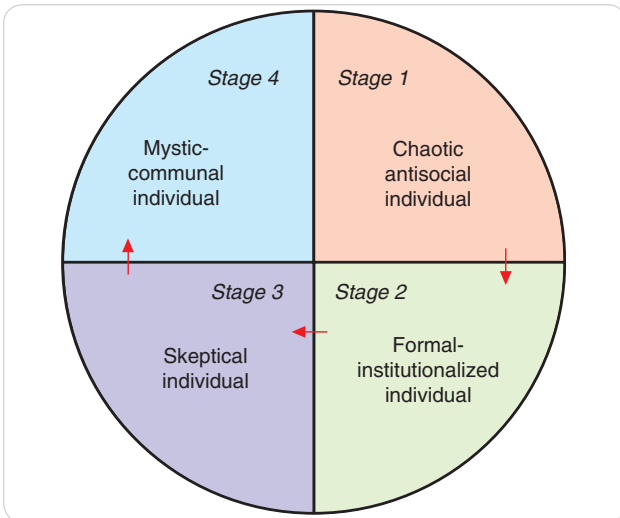 Stage 4
Stage 1
Mystic-
communal
individual
Chaotic
antisocial
individual
Stage 3
Stage 2
Skeptical
individual
Formal-
institutionalized
individual